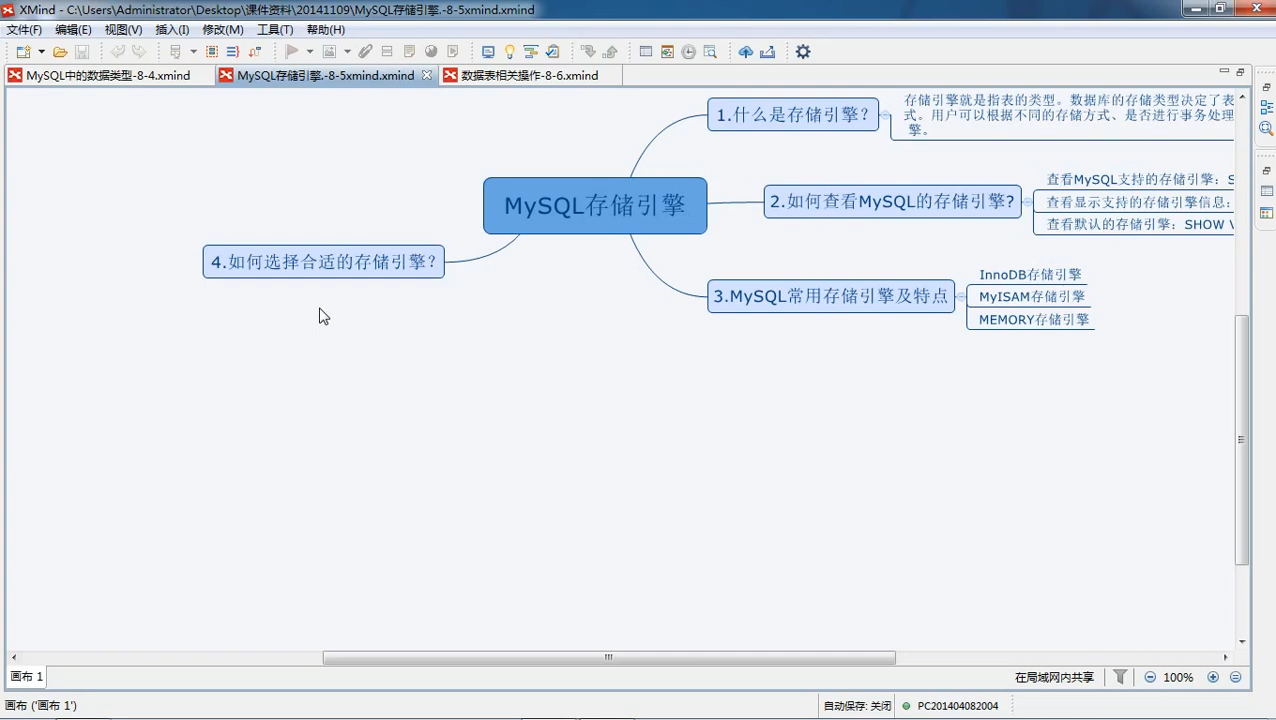 XMind - C:\Users\Administrator\Desktop\课件资料\20141109\MySQL存储引擎.-8-5xmind.xmind
文件(F) 编辑(E) 视图(V) 插入(I) 修改(M) 工具(T) 帮助(H)
MySQL中的数据类型-8-4.xmind MySQL存储引擎.-8-5xmind.xmind 数据表相关操作-8-6.xmind
1.什么是存储引擎?
存储引擎就是指表的类型。数据库的存储类型决定了表
式。用户可以根据不同的存储方式、是否进行事务处理
擎。
MySQL存储引擎
2.如何查看MySQL的存储引擎?
查看MySQL支持的存储引擎: S
查看显示支持的存储引擎信息:
查看默认的存储引擎: SHOW V
4.如何选择合适的存储引擎?
3.MySQL常用存储引擎及特点
InnoDB存储引擎
MyISAM存储引擎
MEMORY存储引擎
画布 1
在局域网内共享 100%
画布 ('画布 1')
自动保存: 关闭 PC201404082004